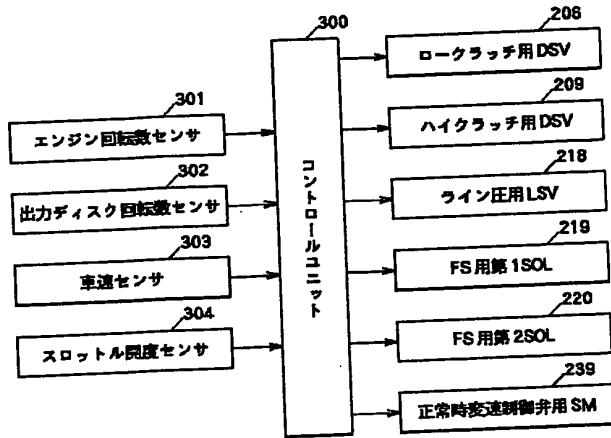 300
301
エンジン回転数センサ
302
出力ディスク回転数センサ
303
車速センサ
304
スロットル開度センサ
コントロールユニット
206
ロークラッチ用DSV
209
ハイクラッチ用DSV
218
ライン圧用LSV
219
FS用第1SOL
220
FS用第2SOL
239
正常時変速制御弁用SM